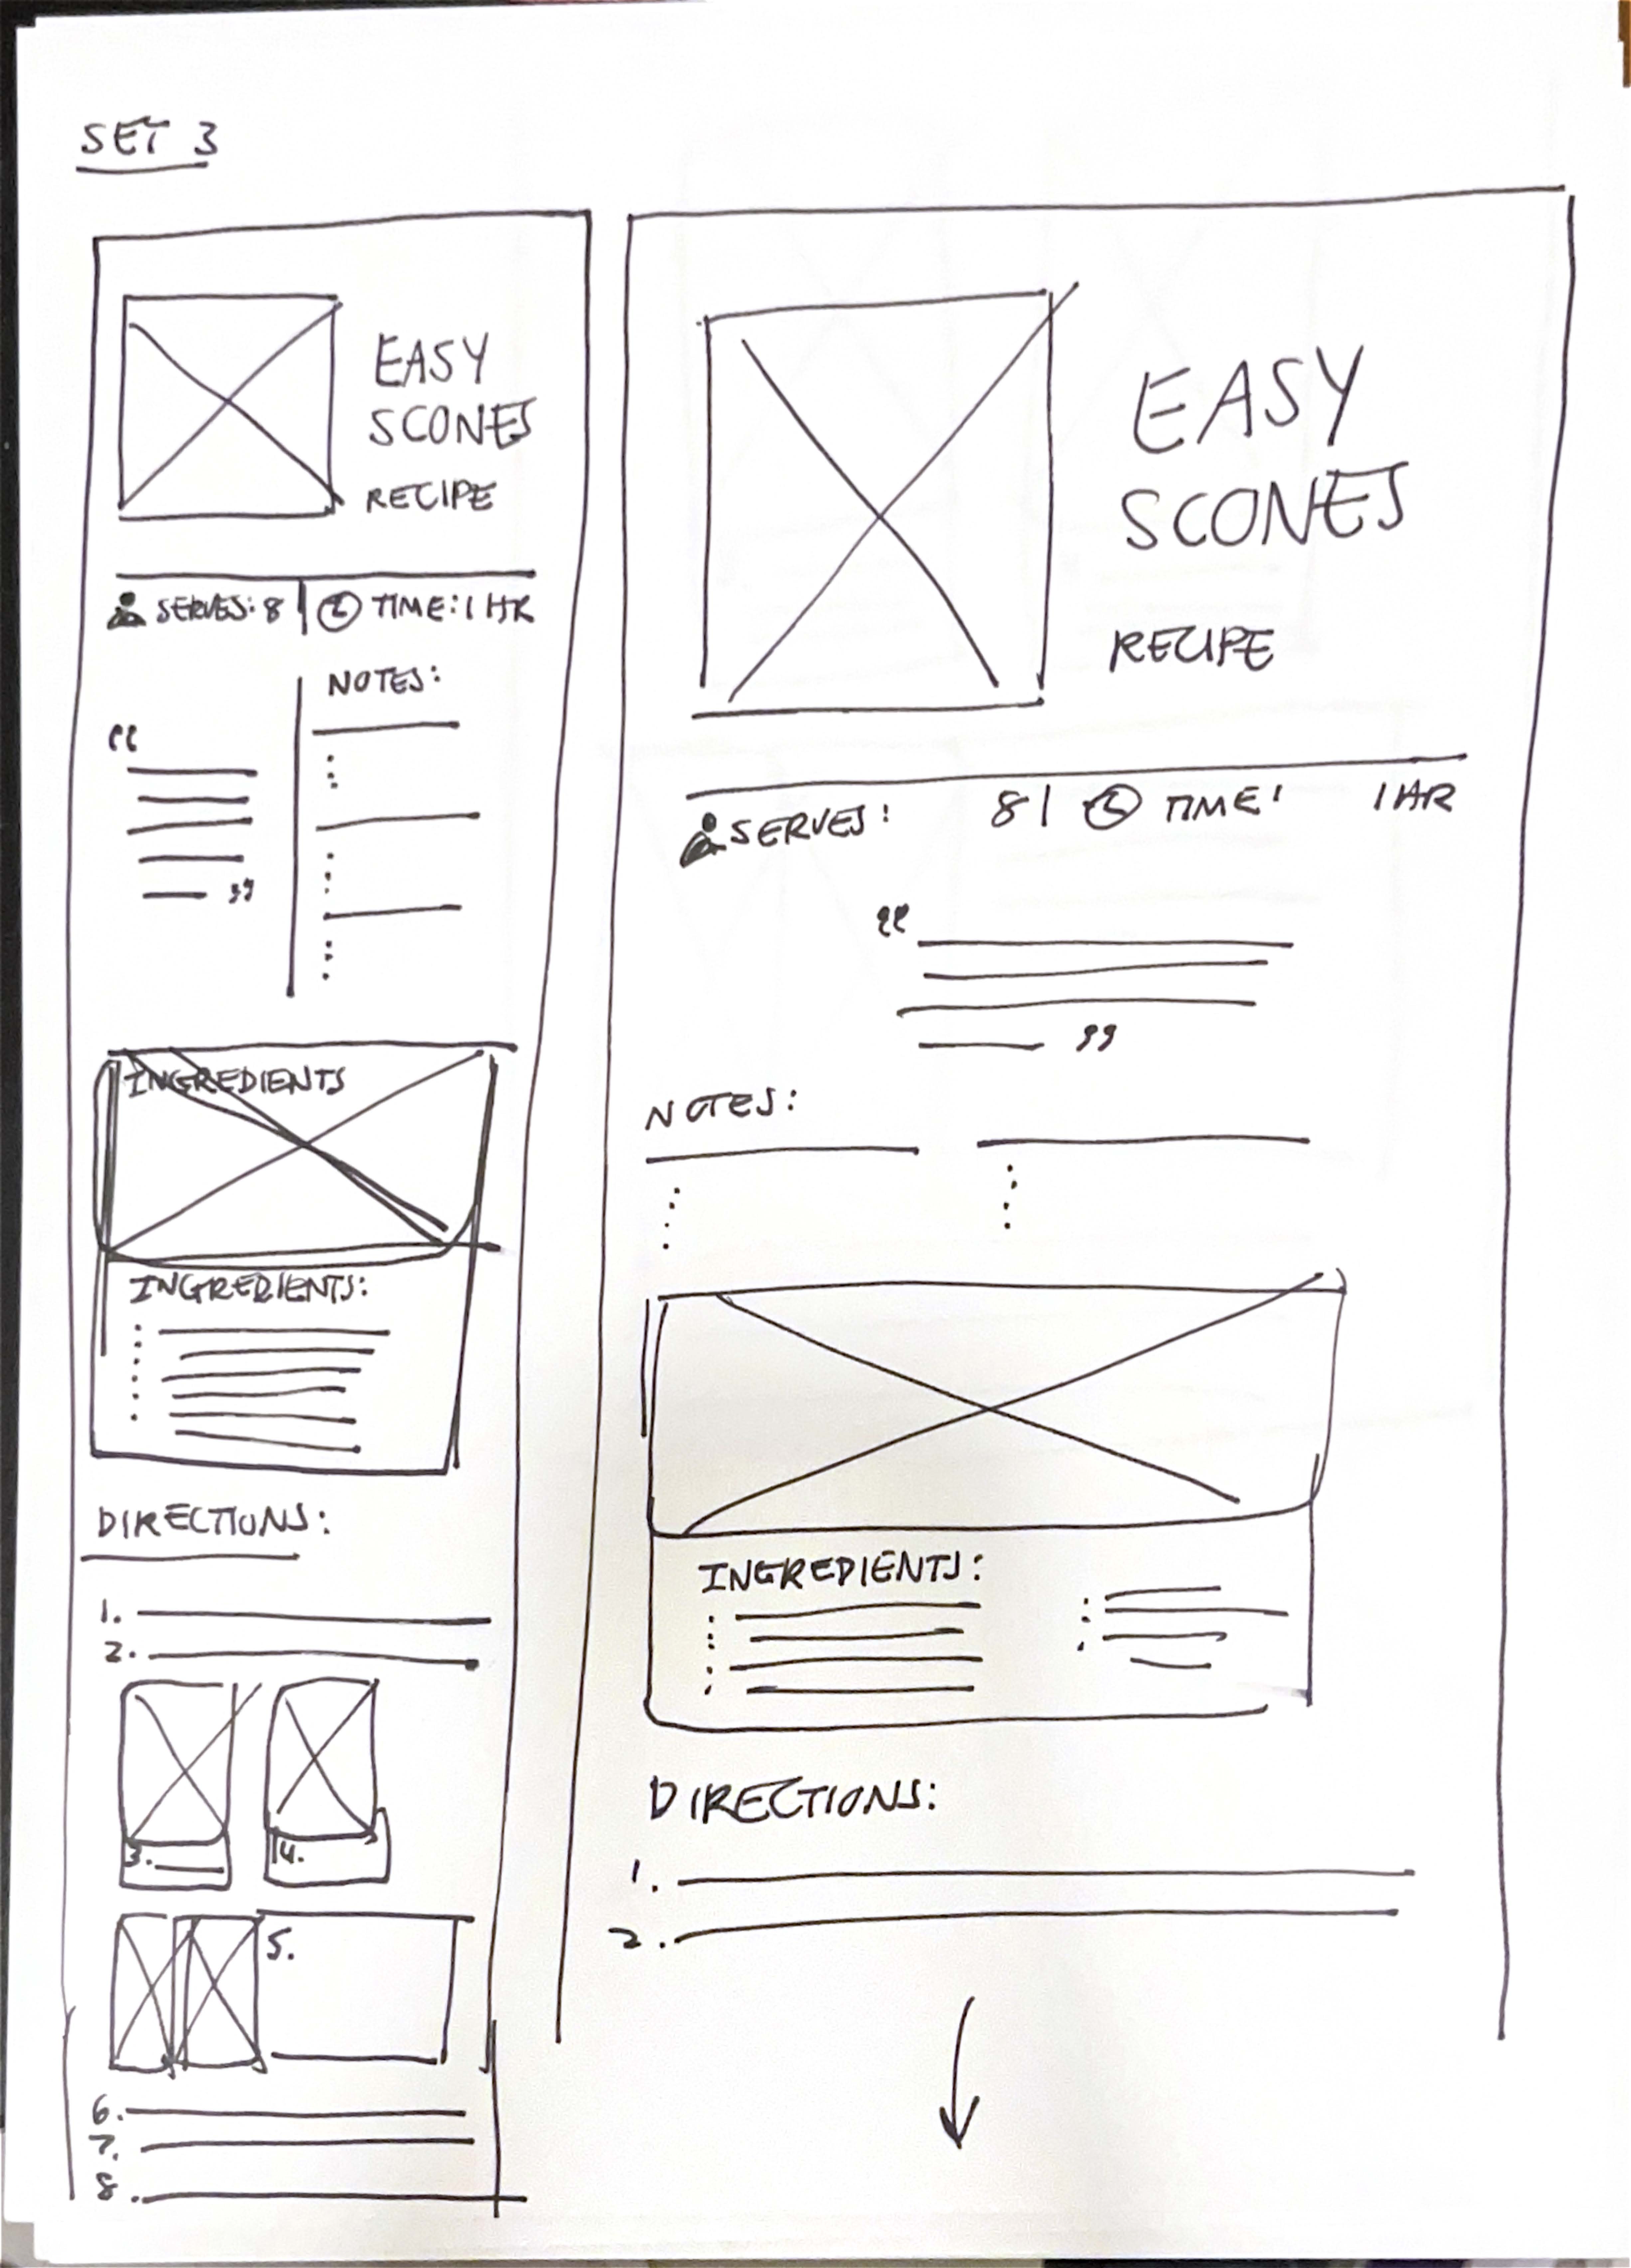 SET 3
EASY
SCONES
RECIPE
SERVES: 8 | TIME: 1 HR
NOTES:
“
”
INGREDIENTS
INGREDIENTS:
DIRECTIONS:
1.
2.
3.
4.
5.
6.
7.
8.
EASY
SCONES
RECIPE
SERVES: 8 | TIME: 1 HR
“
”
NOTES:
INGREDIENTS:
DIRECTIONS:
1.
2.